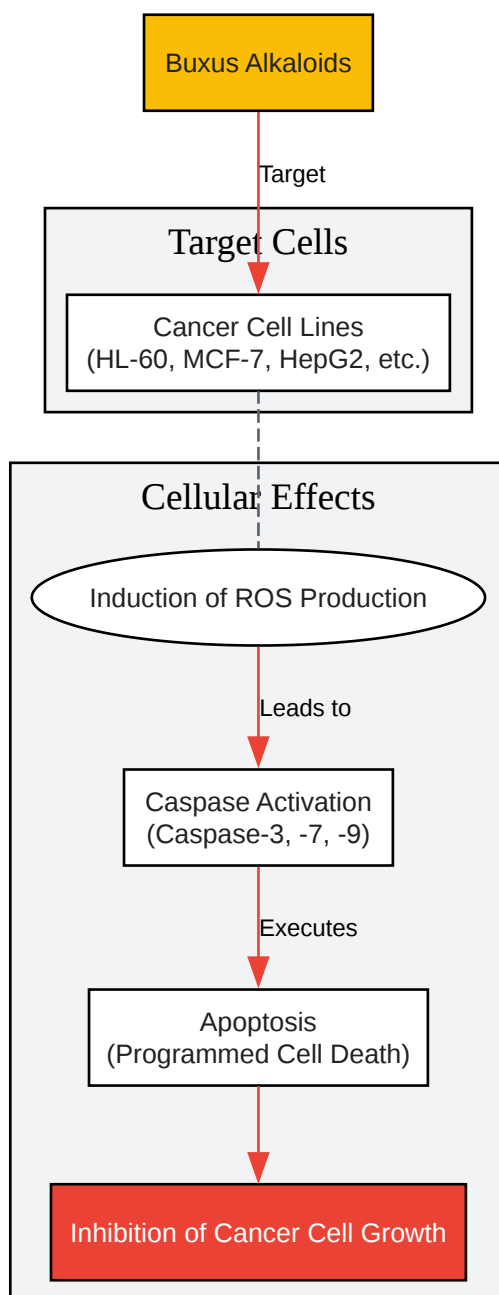 Buxus Alkaloids
Target
Target Cells
Cancer Cell Lines
(HL-60, MCF-7, HepG2, etc.)
Cellular Effects
Induction of ROS Production
Leads to
Caspase Activation
(Caspase-3, -7, -9)
Executes
Apoptosis
(Programmed Cell Death)
Inhibition of Cancer Cell Growth